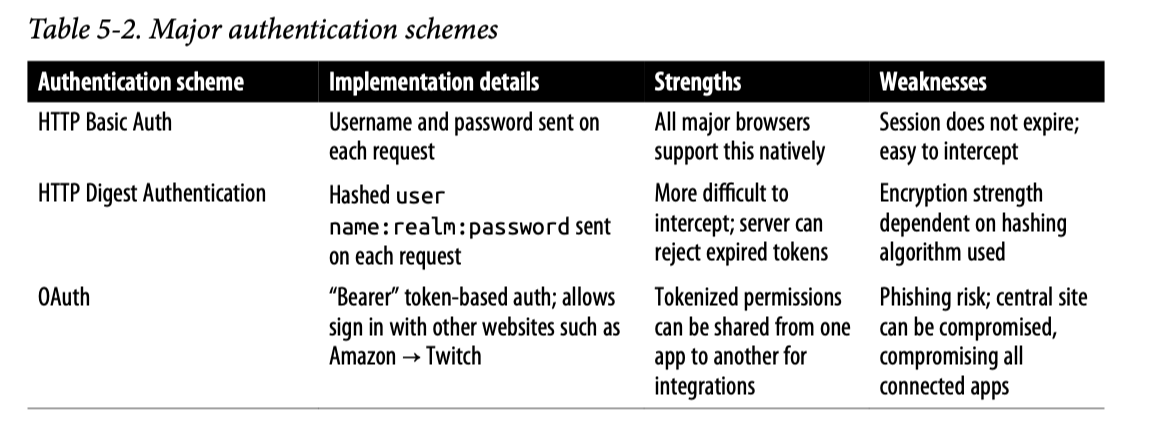 Table 5-2. Major authentication schemes
Authentication scheme Implementation details Strengths Weaknesses
HTTP Basic Auth Username and password sent on All major browsers Session does not expire;
each request support this natively easy to intercept
HTTP Digest Authentication Hashed user More difficult to Encryption strength
name:realm:password sent intercept; server can dependent on hashing
on each request reject expired tokens algorithm used
OAuth “Bearer” token-based auth; allows Tokenized permissions Phishing risk; central site
sign in with other websites such as can be shared from one can be compromised,
Amazon → Twitch app to another for compromising all
integrations connected apps